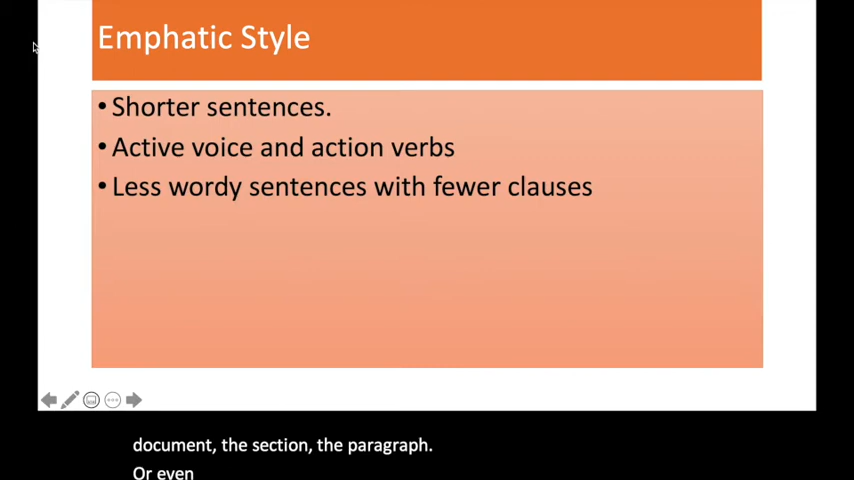 Emphatic Style
• Shorter sentences.
• Active voice and action verbs
• Less wordy sentences with fewer clauses
document, the section, the paragraph.
Or even